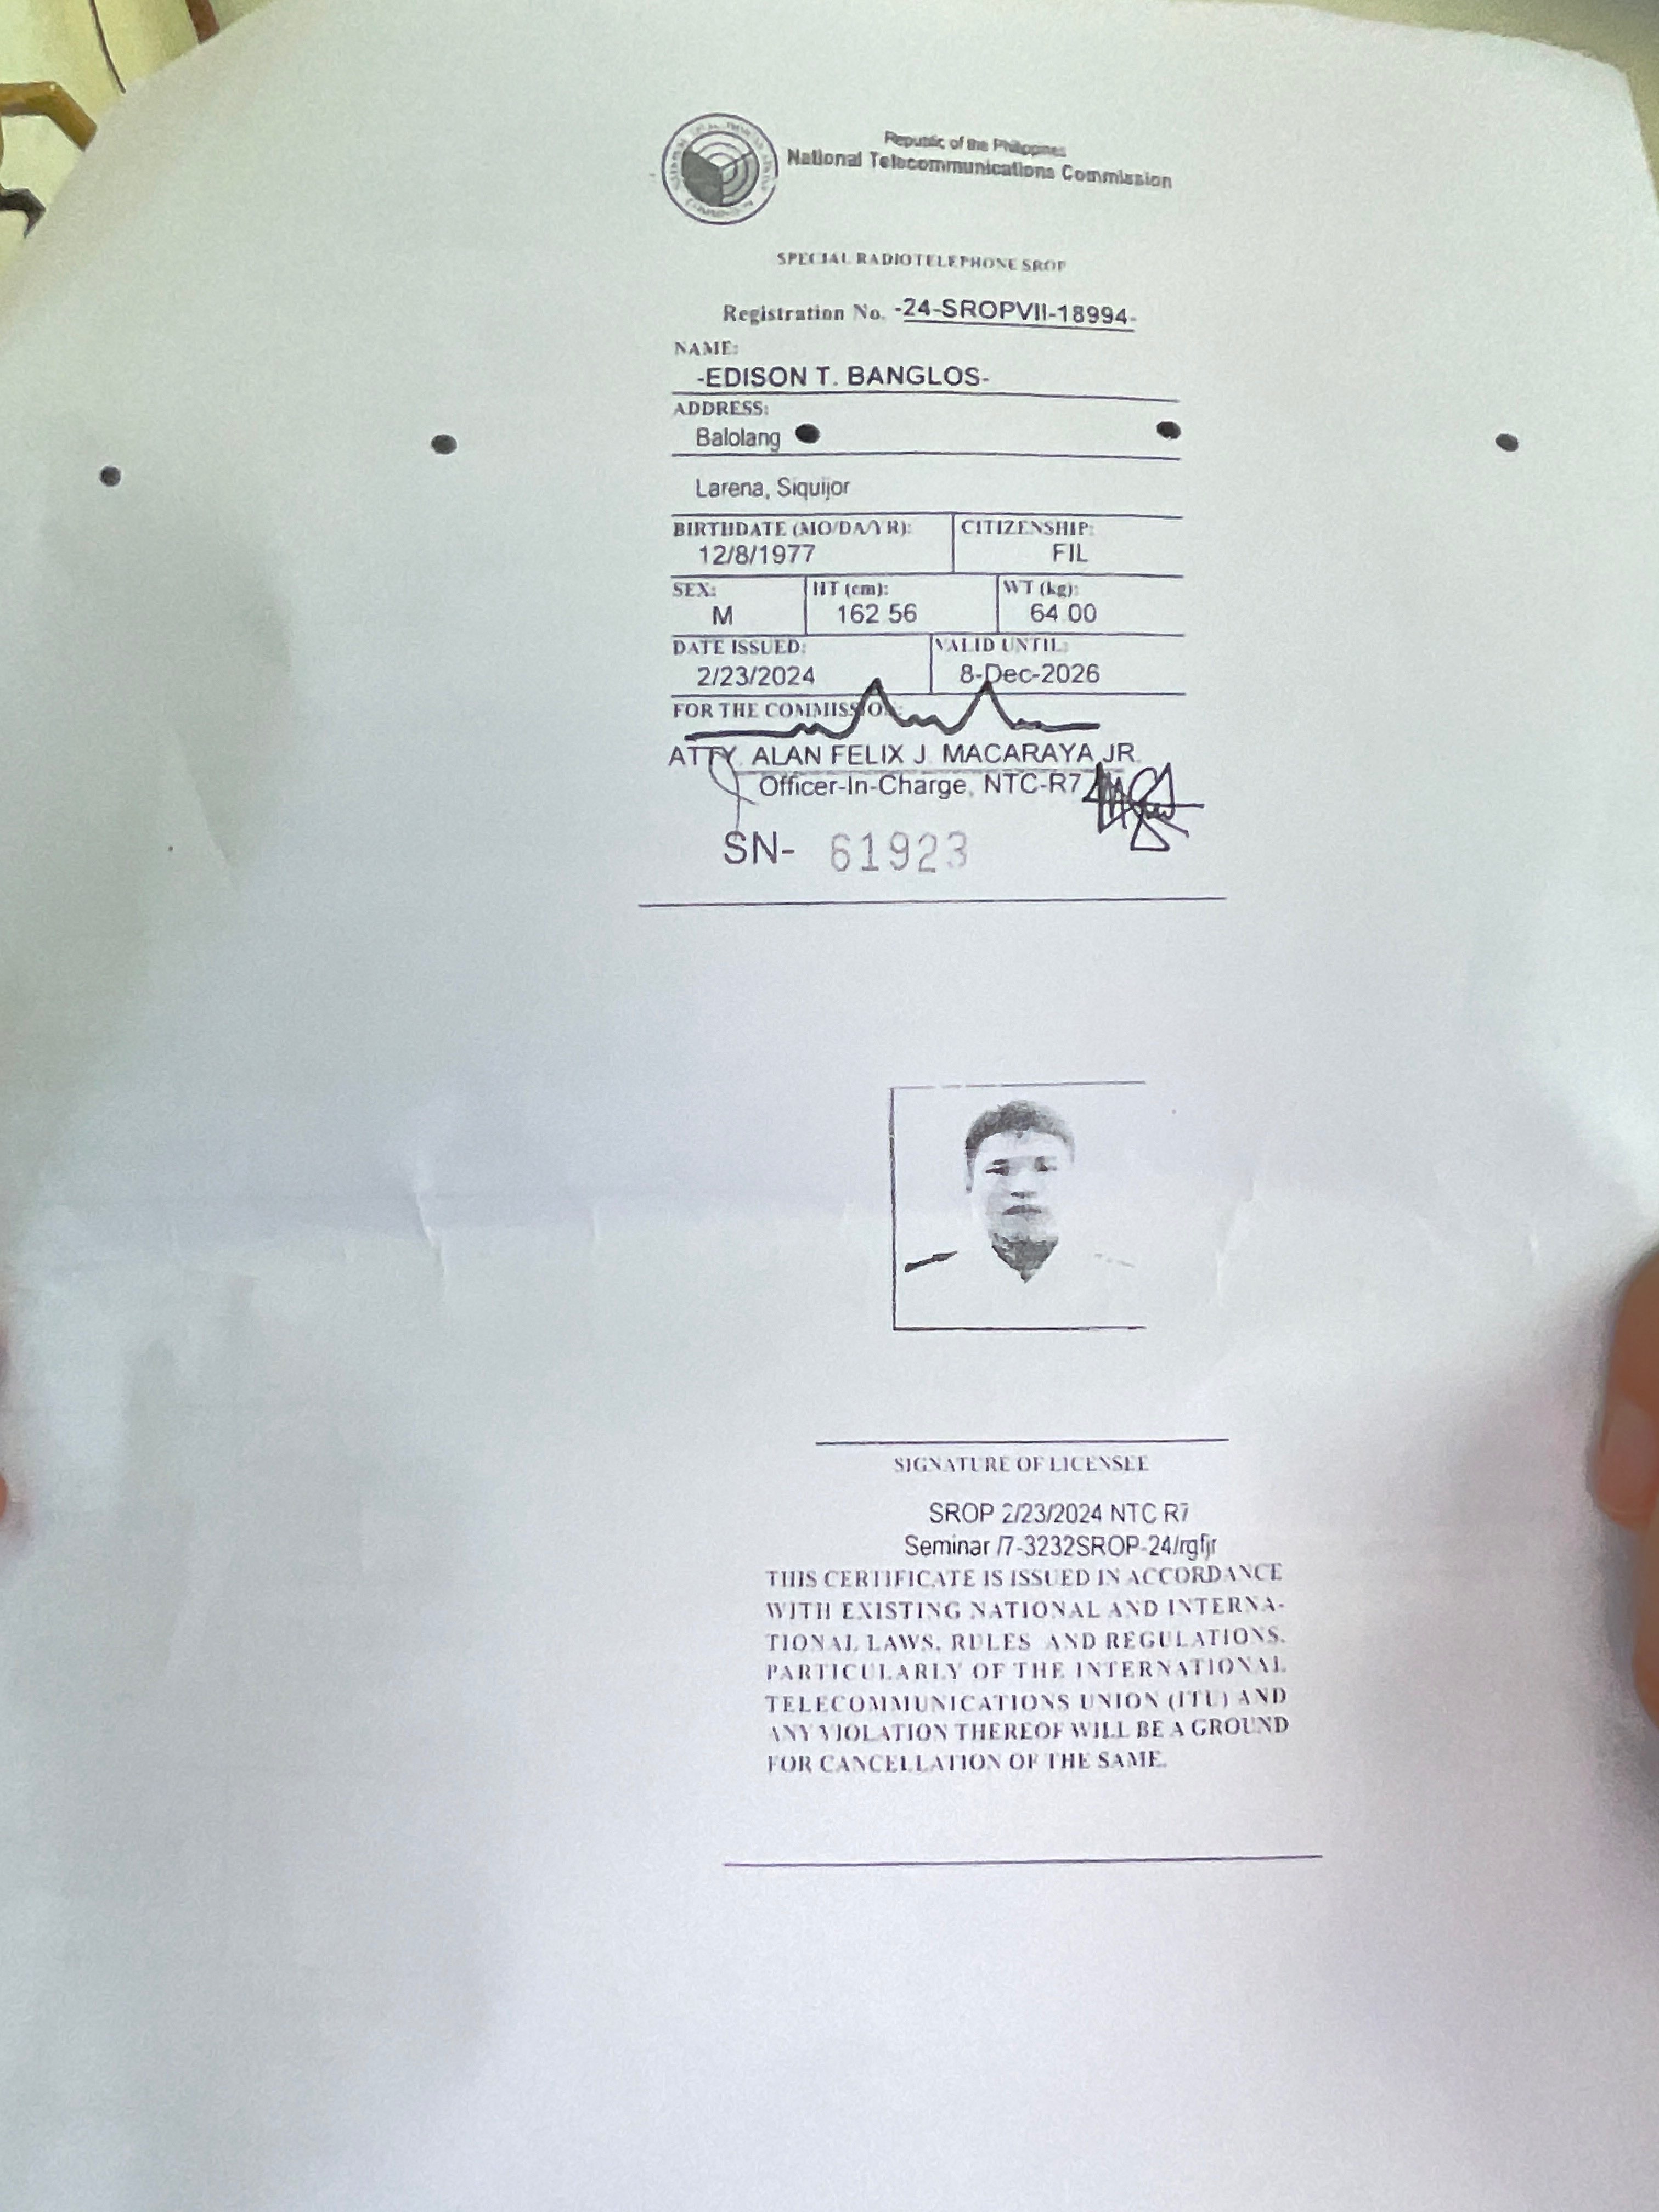 Republic of the Philippines
National Telecommunications Commission
SPECIAL RADIOTELEPHONE SROP
Registration No. -24-SROPVII-18994-
NAME:
-EDISON T. BANGLOS-
ADDRESS:
Balolang
Larena, Siquijor
BIRTHDATE (MO/DA/YR): CITIZENSHIP:
12/8/1977 FIL
SEX: HT (cm): WT (kg):
M 162.56 64.00
DATE ISSUED: VALID UNTIL:
2/23/2024 8-Dec-2026
FOR THE COMMISSION:
ATTY. ALAN FELIX J. MACARAYA JR.
Officer-In-Charge, NTC-R7
SN- 61923
SIGNATURE OF LICENSEE
SROP 2/23/2024 NTC R7
Seminar /7-3232SROP-24/rgfjr
THIS CERTIFICATE IS ISSUED IN ACCORDANCE
WITH EXISTING NATIONAL AND INTERNA-
TIONAL LAWS, RULES AND REGULATIONS,
PARTICULARLY OF THE INTERNATIONAL
TELECOMMUNICATIONS UNION (ITU) AND
ANY VIOLATION THEREOF WILL BE A GROUND
FOR CANCELLATION OF THE SAME.